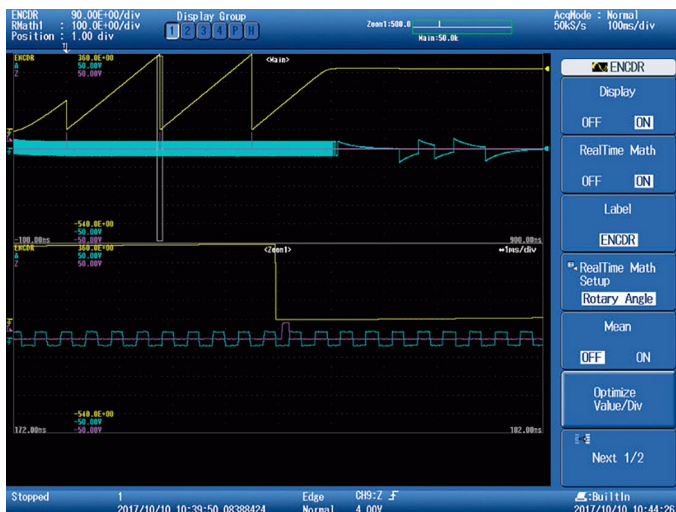 ENCDR 90.00E+00/div
RMath1 : 100.0E+00/div
Position : 1.00 div
Display Group
1 2 3 4 P H
Zoom1:500.0
Main:50.0k
AcqMode : Normal
50kS/s 100ms/div
ENCDR 360.0E+00
A 50.00V
Z 50.00V
<Main>
-540.0E+00
-50.00V
-50.00V
-100.00ms
900.00ms
ENCDR 360.0E+00
A 50.00V
Z 50.00V
<Zoom1>
1ms/div
-540.0E+00
-50.00V
-50.00V
172.00ms
182.00ms
ENCDR
Display
OFF ON
RealTime Math
OFF ON
Label
ENCDR
RealTime Math
Setup
Rotary Angle
Mean
OFF ON
Optimize
Value/Div
Next 1/2
Stopped 1
2017/10/10 10:39:50.08388424
Edge CH9:Z
Normal 4.00V
:BuiltIn
2017/10/10 10:44:26